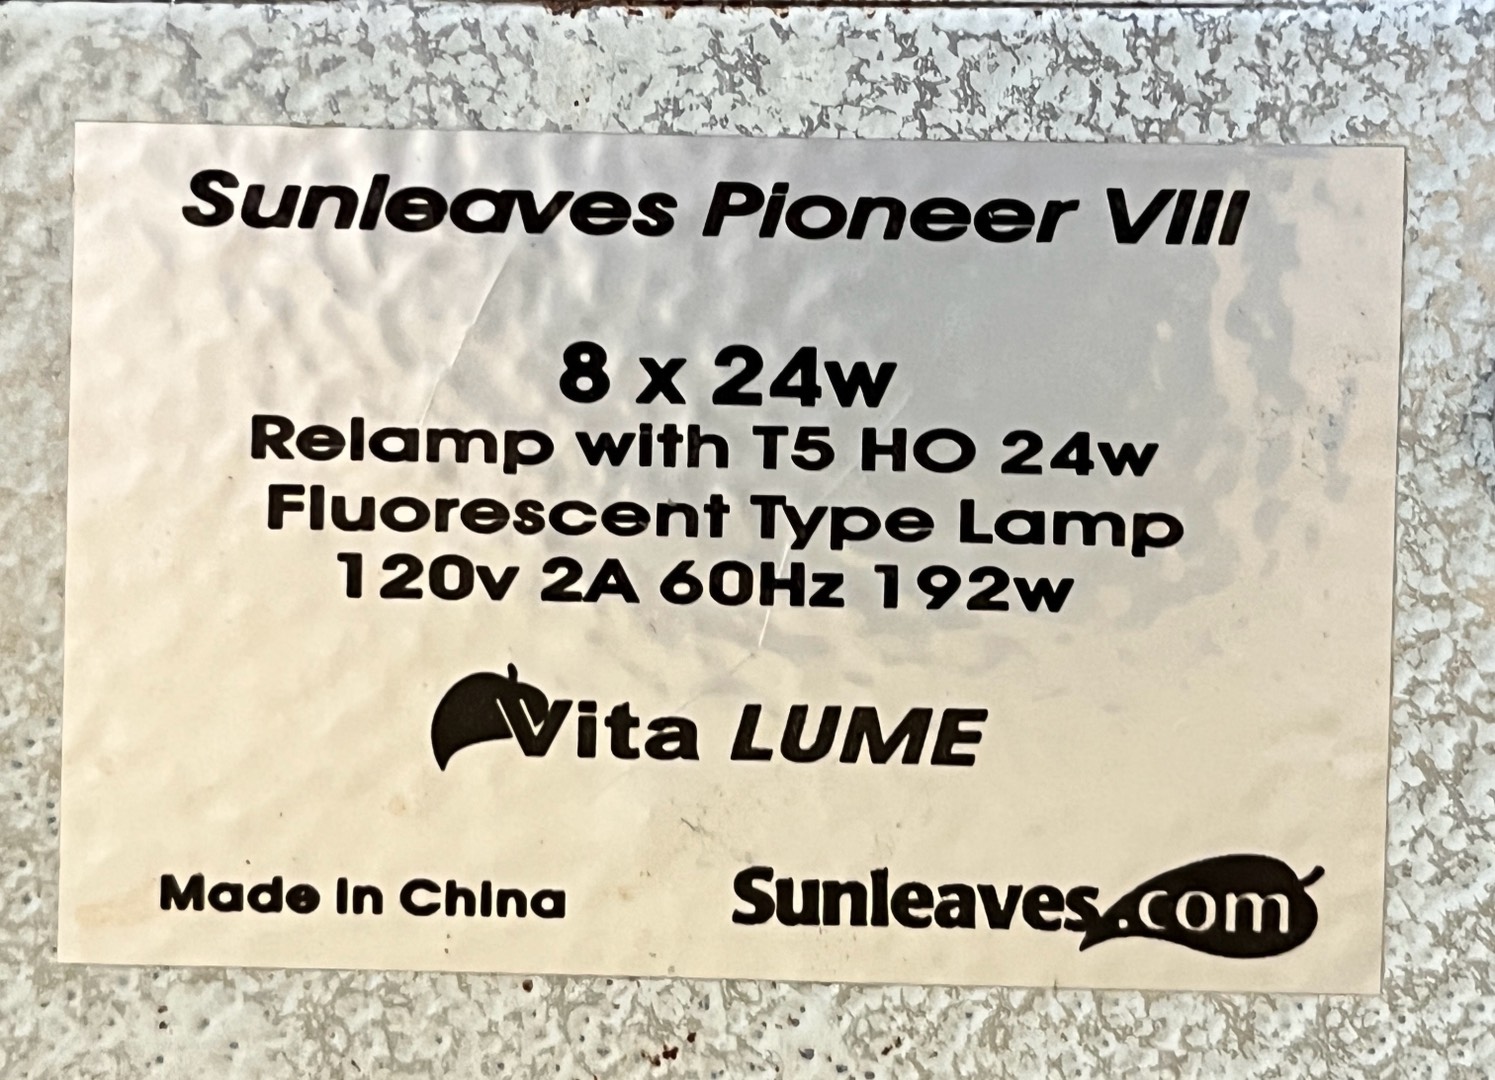 Sunleaves Pioneer VIII
8 x 24w
Relamp with T5 HO 24w
Fluorescent Type Lamp
120v 2A 60Hz 192w
Vita LUME
Made In China
Sunleaves.com